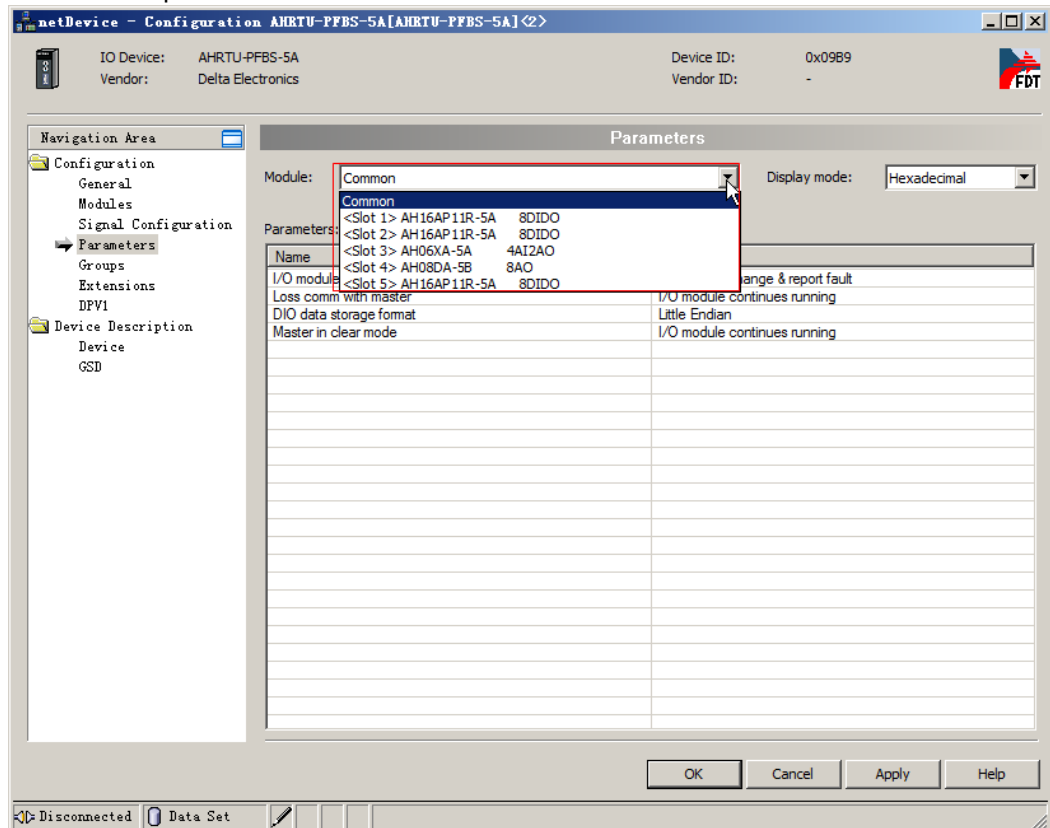 netDevice - Configuration AHRTU-PFBS-5A[AHRTU-PFBS-5A]<2>
IO Device: AHRTU-PFBS-5A Device ID: 0x09B9
Vendor: Delta Electronics Vendor ID: -
FDT
Navigation Area
Parameters
Configuration
General
Modules
Signal Configuration
Parameters
Groups
Extensions
DPV1
Device Description
Device
GSD
Module: Common Display mode: Hexadecimal
Common
<Slot 1> AH16AP11R-5A 8DIDO
<Slot 2> AH16AP11R-5A 8DIDO
<Slot 3> AH06XA-5A 4AI2AO
<Slot 4> AH08DA-5B 8AO
<Slot 5> AH16AP11R-5A 8DIDO
Parameters:
Name
I/O module & report fault
Loss comm with master I/O module continues running
DIO data storage format Little Endian
Master in clear mode I/O module continues running
OK Cancel Apply Help
Disconnected Data Set